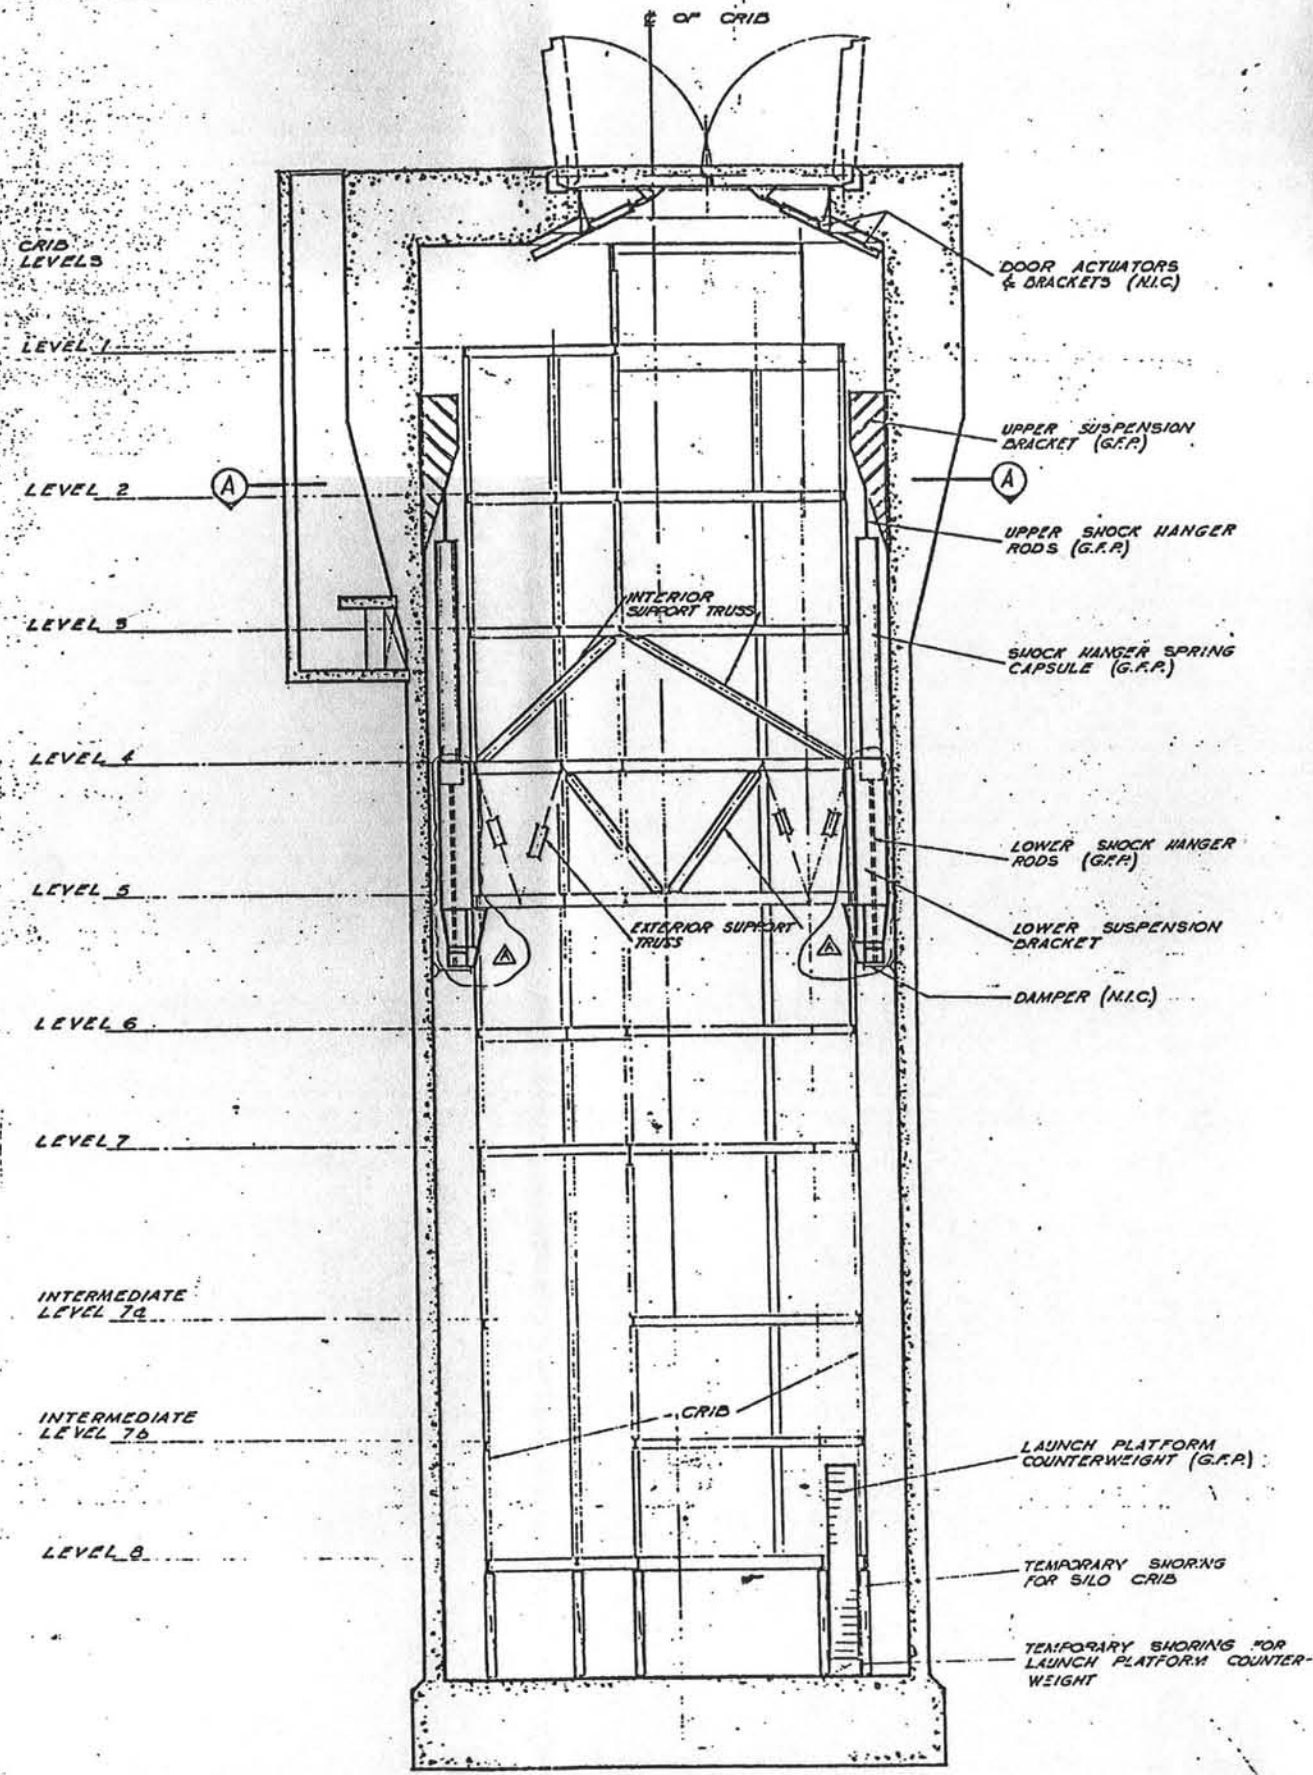 ℄ OF CRIB
CRIB
LEVELS
DOOR ACTUATORS
& BRACKETS (N.I.C.)
LEVEL 1
UPPER SUSPENSION
BRACKET (G.F.P.)
LEVEL 2
A
A
UPPER SHOCK HANGER
RODS (G.F.P.)
INTERIOR
SUPPORT TRUSS
LEVEL 3
SHOCK HANGER SPRING
CAPSULE (G.F.P.)
LEVEL 4
LOWER SHOCK HANGER
RODS (G.F.P.)
LEVEL 5
EXTERIOR SUPPORT
TRUSS
LOWER SUSPENSION
BRACKET
A
A
DAMPER (N.I.C.)
LEVEL 6
LEVEL 7
INTERMEDIATE
LEVEL 7a
INTERMEDIATE
LEVEL 7b
CRIB
LAUNCH PLATFORM
COUNTERWEIGHT (G.F.P.)
LEVEL 8
TEMPORARY SHORING
FOR SILO CRIB
TEMPORARY SHORING FOR
LAUNCH PLATFORM COUNTER-
WEIGHT